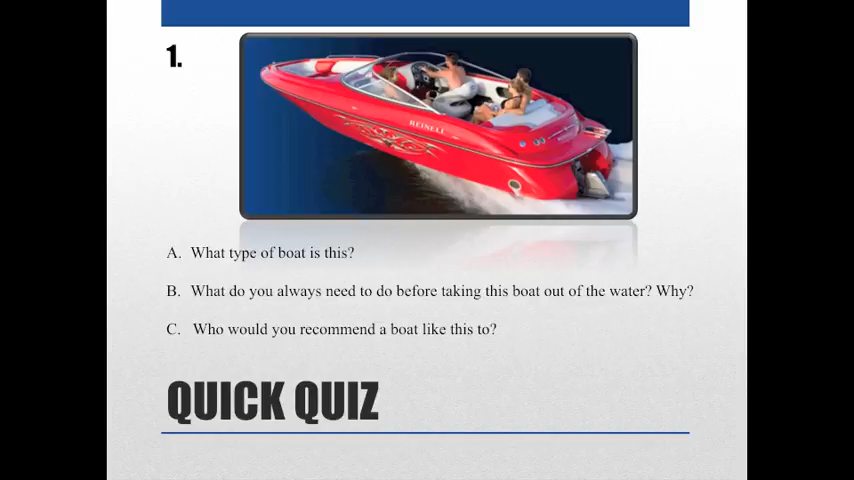 1.
REINELL
A. What type of boat is this?
B. What do you always need to do before taking this boat out of the water? Why?
C. Who would you recommend a boat like this to?
QUICK QUIZ